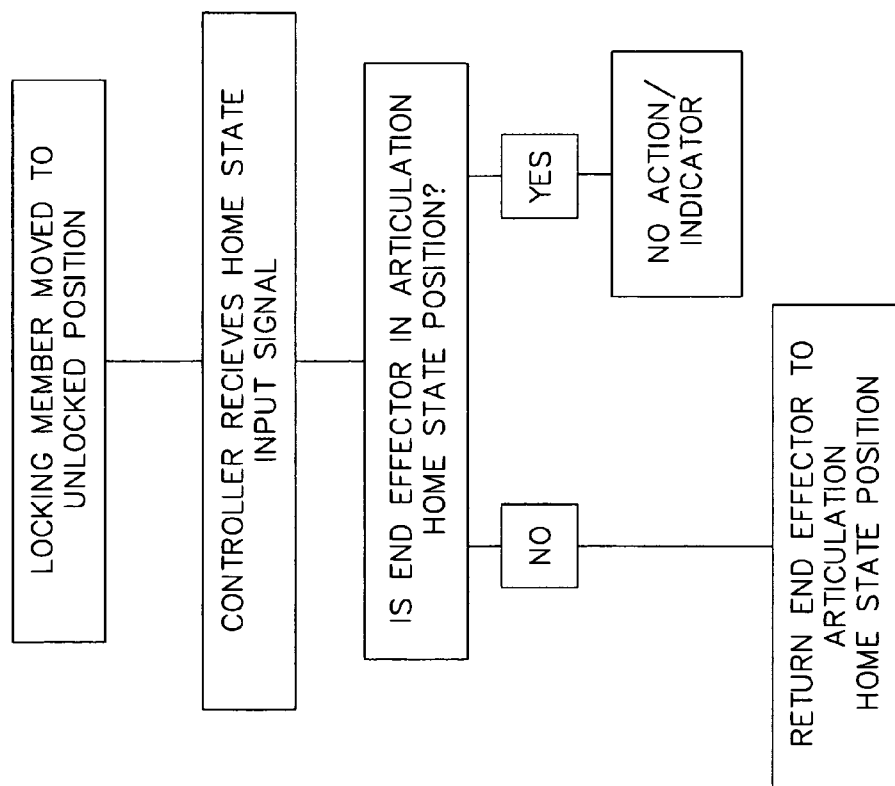 LOCKING MEMBER MOVED TO
UNLOCKED POSITION
CONTROLLER RECIEVES HOME STATE
INPUT SIGNAL
IS END EFFECTOR IN ARTICULATION
HOME STATE POSITION?
NO
YES
RETURN END EFFECTOR TO
ARTICULATION
HOME STATE POSITION
NO ACTION/
INDICATOR